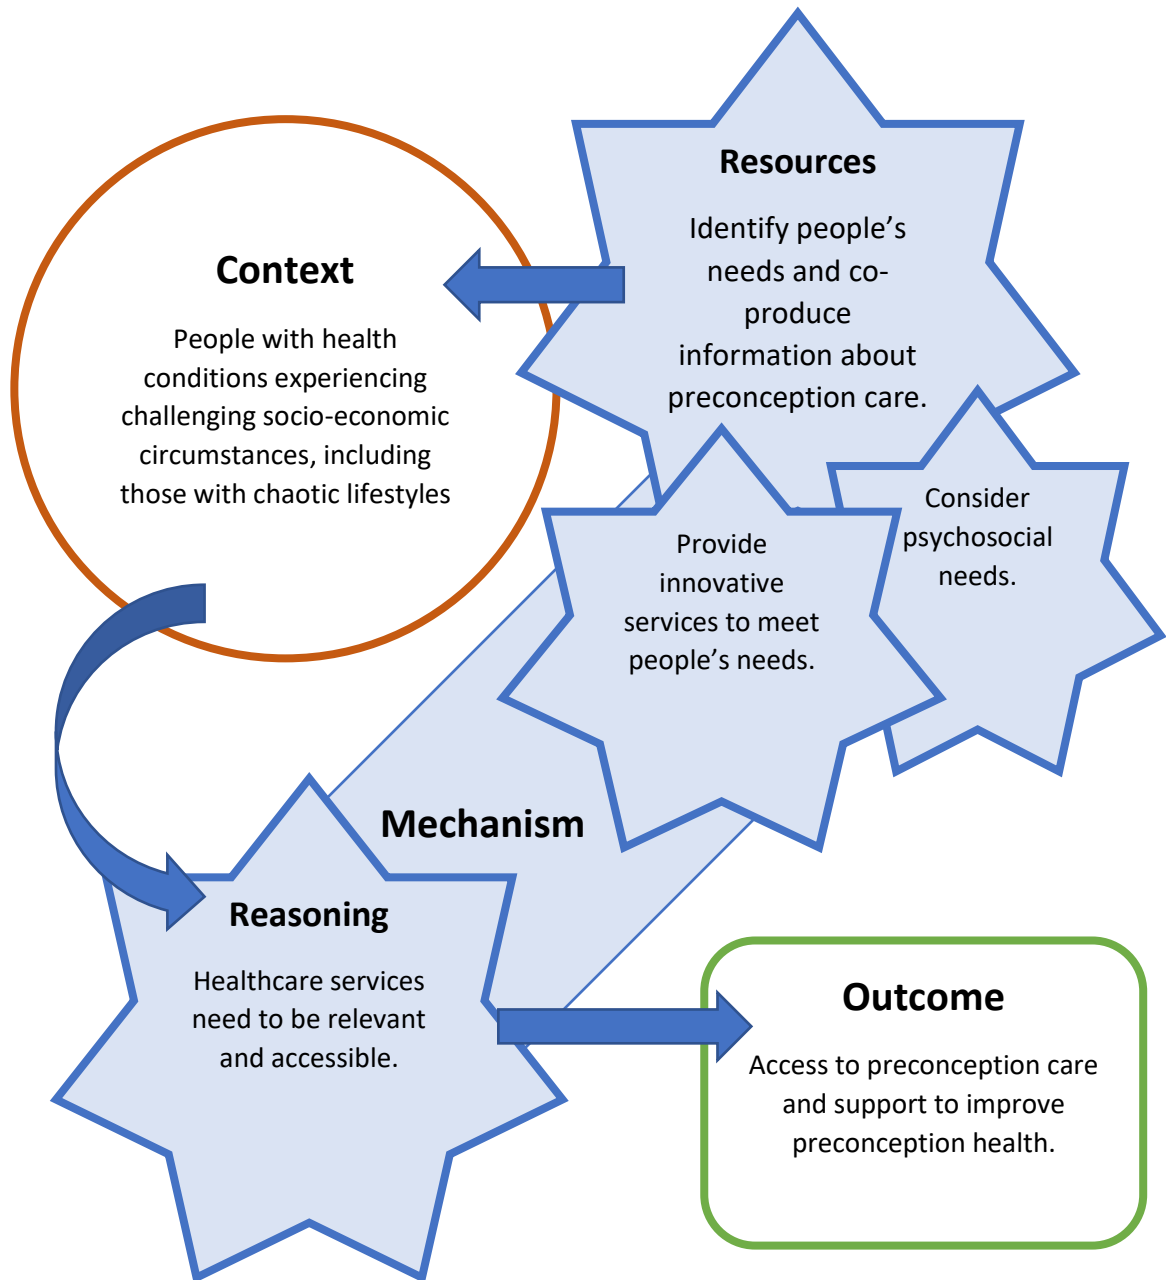 Resources
Identify people’s
needs and co-
produce
information about
preconception care.
Context
People with health
conditions experiencing
challenging socio-economic
circumstances, including
those with chaotic lifestyles
Consider
psychosocial
needs.
Provide
innovative
services to meet
people’s needs.
Mechanism
Reasoning
Healthcare services
need to be relevant
and accessible.
Outcome
Access to preconception care
and support to improve
preconception health.